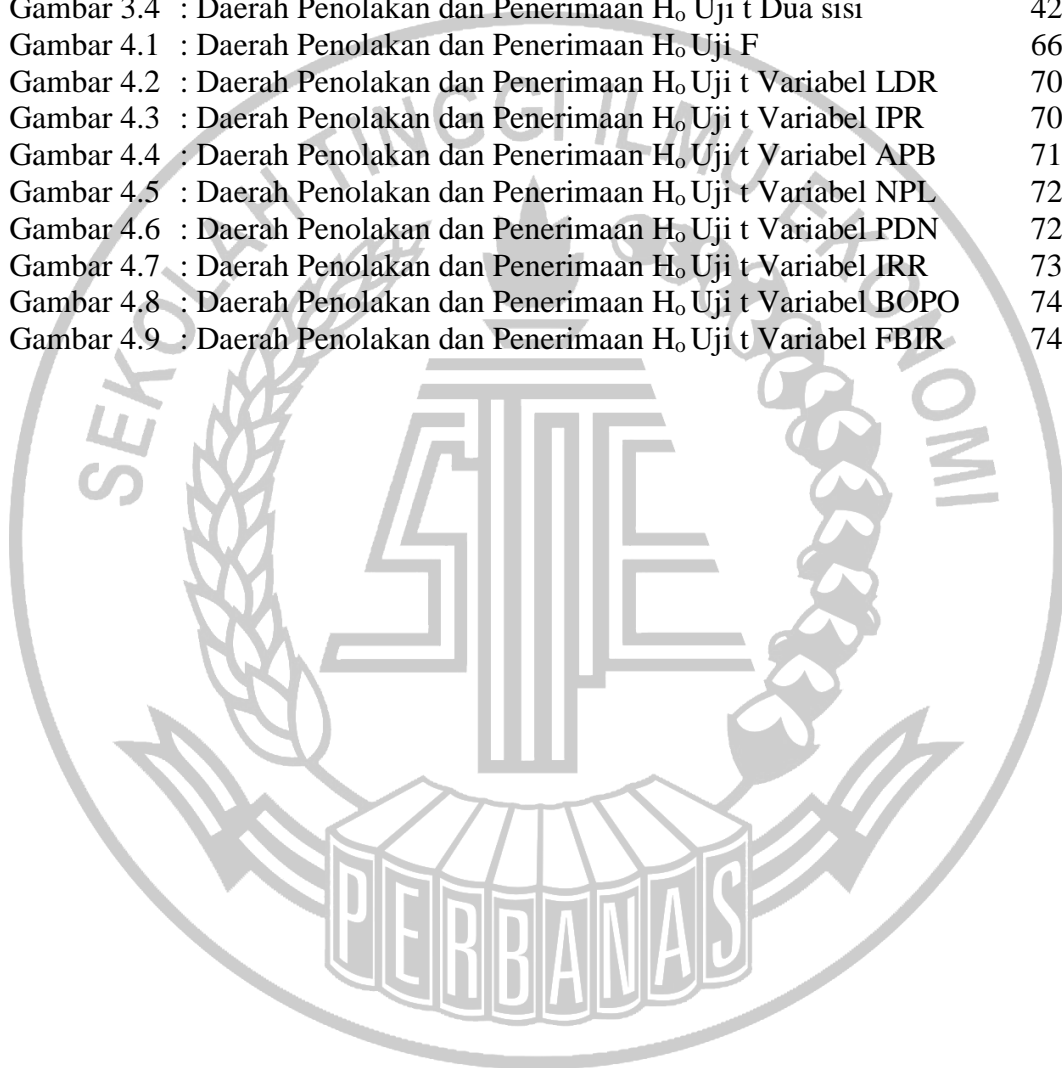 Gambar 3.4 : Daerah Penolakan dan Penerimaan Hₒ Uji t Dua sisi 42
Gambar 4.1 : Daerah Penolakan dan Penerimaan Hₒ Uji F 66
Gambar 4.2 : Daerah Penolakan dan Penerimaan Hₒ Uji t Variabel LDR 70
Gambar 4.3 : Daerah Penolakan dan Penerimaan Hₒ Uji t Variabel IPR 70
Gambar 4.4 : Daerah Penolakan dan Penerimaan Hₒ Uji t Variabel APB 71
Gambar 4.5 : Daerah Penolakan dan Penerimaan Hₒ Uji t Variabel NPL 72
Gambar 4.6 : Daerah Penolakan dan Penerimaan Hₒ Uji t Variabel PDN 72
Gambar 4.7 : Daerah Penolakan dan Penerimaan Hₒ Uji t Variabel IRR 73
Gambar 4.8 : Daerah Penolakan dan Penerimaan Hₒ Uji t Variabel BOPO 74
Gambar 4.9 : Daerah Penolakan dan Penerimaan Hₒ Uji t Variabel FBIR 74
SEKOLAH TINGGI ILMU EKONOMI
STIE
PERBANAS